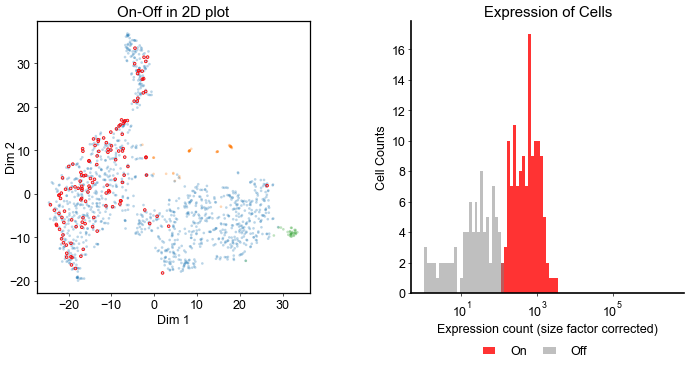 On-Off in 2D plot
30
20
10
0
−10
−20
Dim 2
−20 −10 0 10 20 30
Dim 1
Expression of Cells
16
14
12
10
8
6
4
2
0
Cell Counts
10^1 10^3 10^5
Expression count (size factor corrected)
On Off